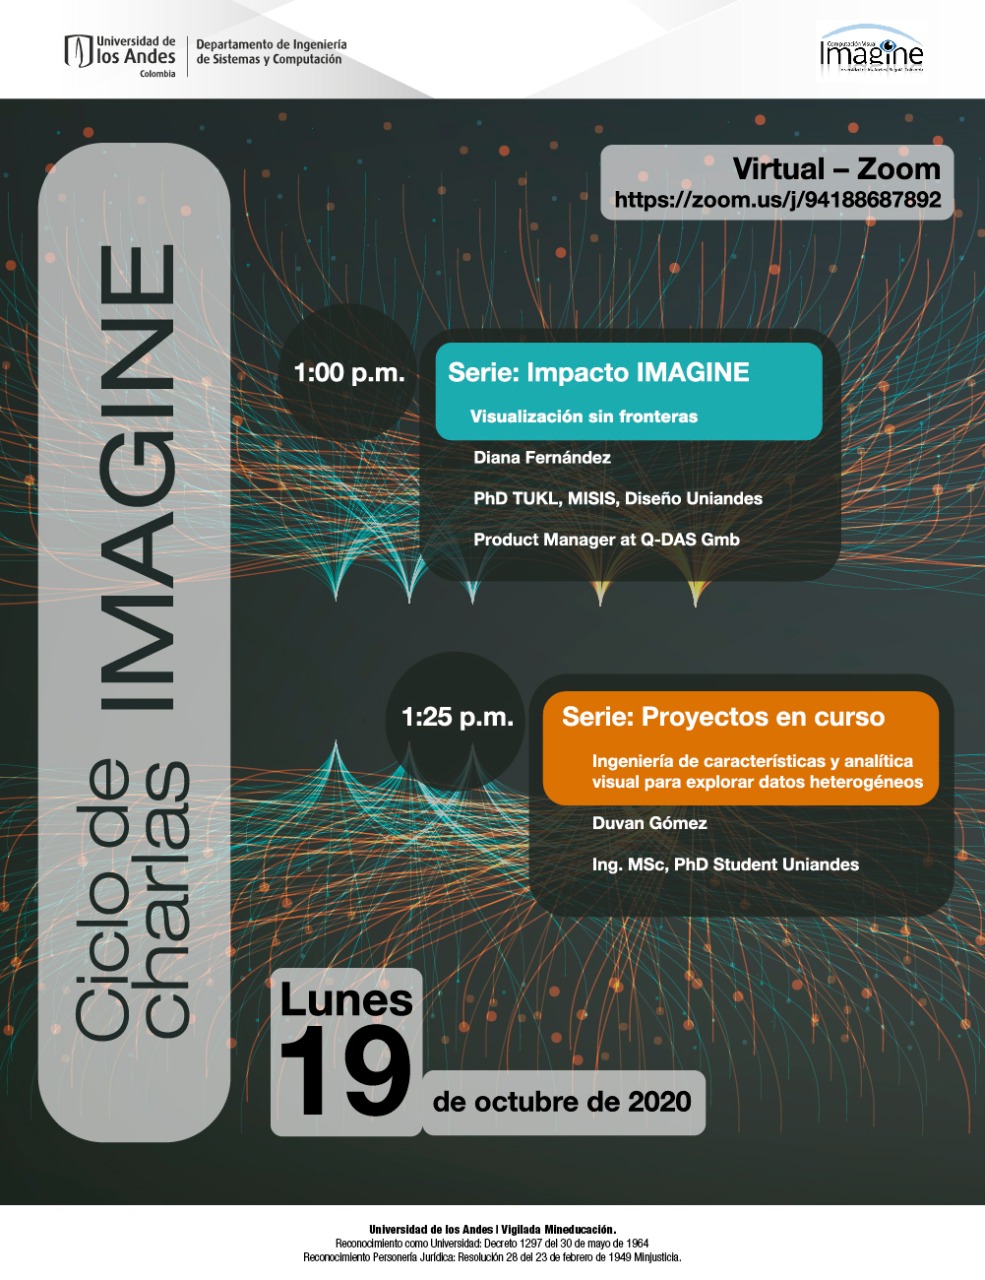 Universidad de
los Andes
Colombia
Departamento de Ingeniería
de Sistemas y Computación
Computación Visual
Imagine
Virtual – Zoom
https://zoom.us/j/94188687892
Ciclo de
charlas
IMAGINE
1:00 p.m.
Serie: Impacto IMAGINE
Visualización sin fronteras
Diana Fernández
PhD TUKL, MISIS, Diseño Uniandes
Product Manager at Q-DAS Gmb
1:25 p.m.
Serie: Proyectos en curso
Ingeniería de características y analítica
visual para explorar datos heterogéneos
Duvan Gómez
Ing. MSc, PhD Student Uniandes
Lunes
19
de octubre de 2020
Universidad de los Andes | Vigilada Mineducación.
Reconocimiento como Universidad: Decreto 1297 del 30 de mayo de 1964
Reconocimiento Personería Jurídica: Resolución 28 del 23 de febrero de 1949 Minjusticia.